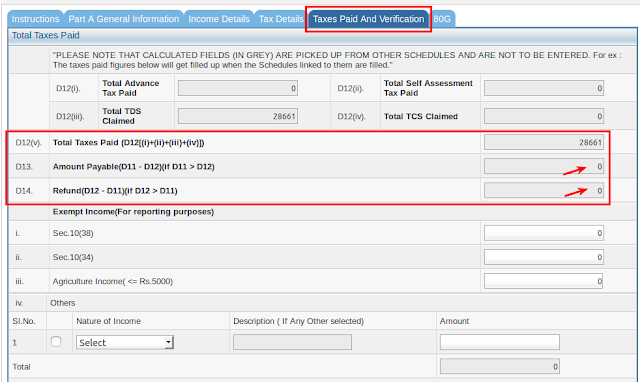 Instructions Part A General Information Income Details Tax Details Taxes Paid And Verification 80G
Total Taxes Paid
"PLEASE NOTE THAT CALCULATED FIELDS (IN GREY) ARE PICKED UP FROM OTHER SCHEDULES AND ARE NOT TO BE ENTERED. For ex :
The taxes paid figures below will get filled up when the Schedules linked to them are filled."
D12(i). Total Advance Tax Paid 0 D12(ii). Total Self Assessment Tax Paid 0
D12(iii). Total TDS Claimed 28661 D12(iv). Total TCS Claimed 0
D12(v). Total Taxes Paid (D12[(i)+(ii)+(iii)+(iv)]) 28661
D13. Amount Payable(D11 - D12)(if D11 > D12) 0
D14. Refund(D12 - D11)(if D12 > D11) 0
Exempt Income(For reporting purposes)
i. Sec.10(38) 0
ii. Sec.10(34) 0
iii. Agriculture Income( <= Rs.5000) 0
iv. Others
Sl.No. Nature of Income Description ( If Any Other selected) Amount
1 Select
Total 0